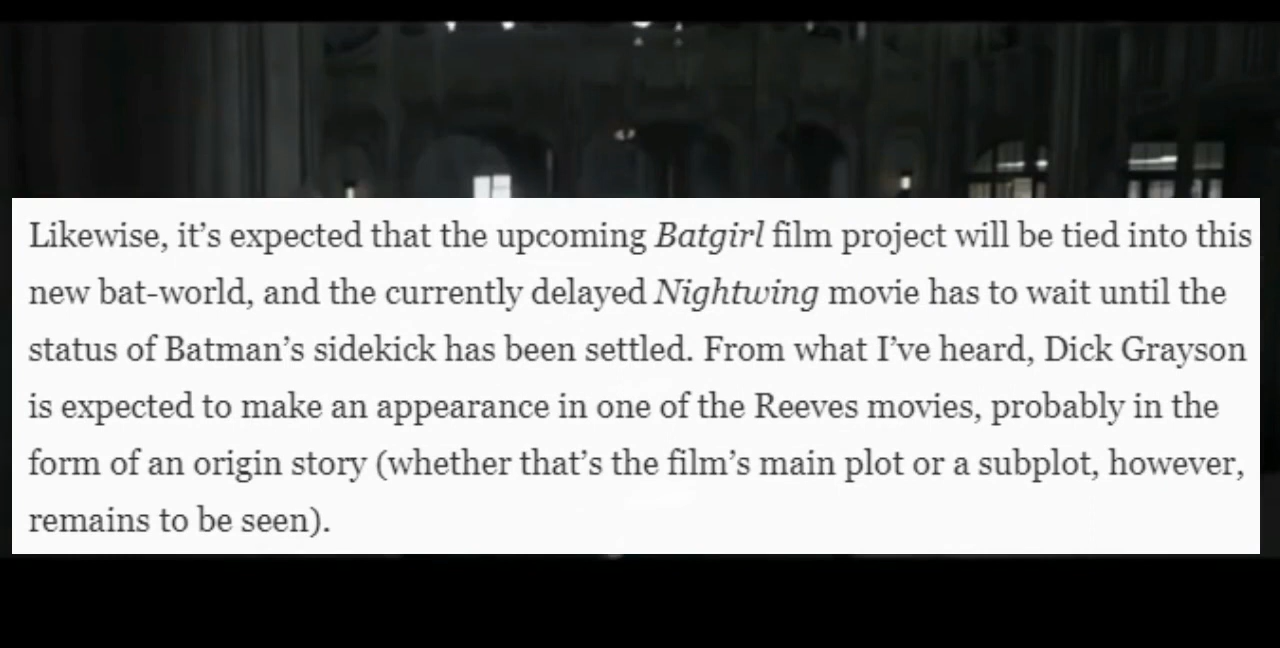 Likewise, it’s expected that the upcoming Batgirl film project will be tied into this
new bat-world, and the currently delayed Nightwing movie has to wait until the
status of Batman’s sidekick has been settled. From what I’ve heard, Dick Grayson
is expected to make an appearance in one of the Reeves movies, probably in the
form of an origin story (whether that’s the film’s main plot or a subplot, however,
remains to be seen).